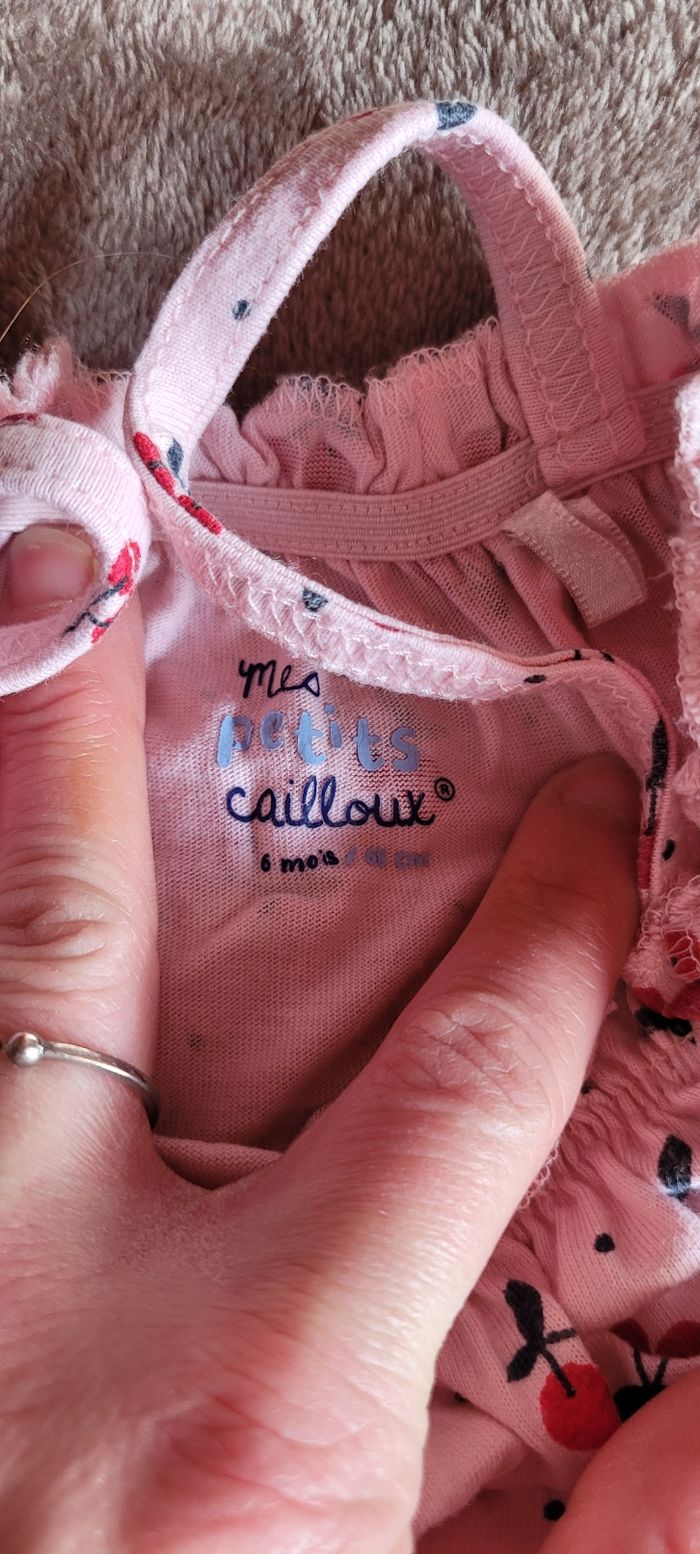 mes
petits
cailloux®
6 mois /